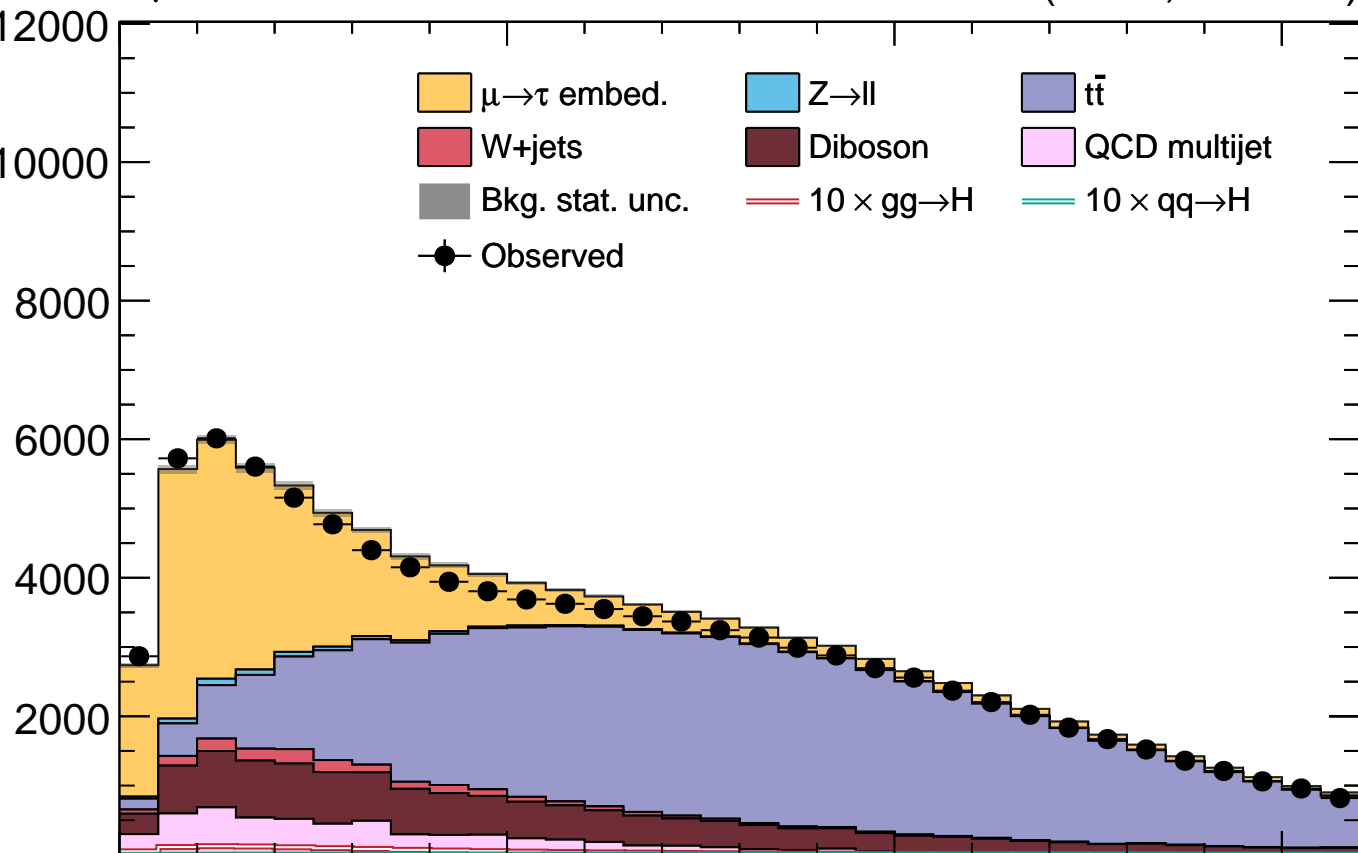 12000
μ→τ embed. Z→ll tt̄
W+jets Diboson QCD multijet
10000
Bkg. stat. unc. 10 × gg→H 10 × qq→H
Observed
8000
6000
4000
2000